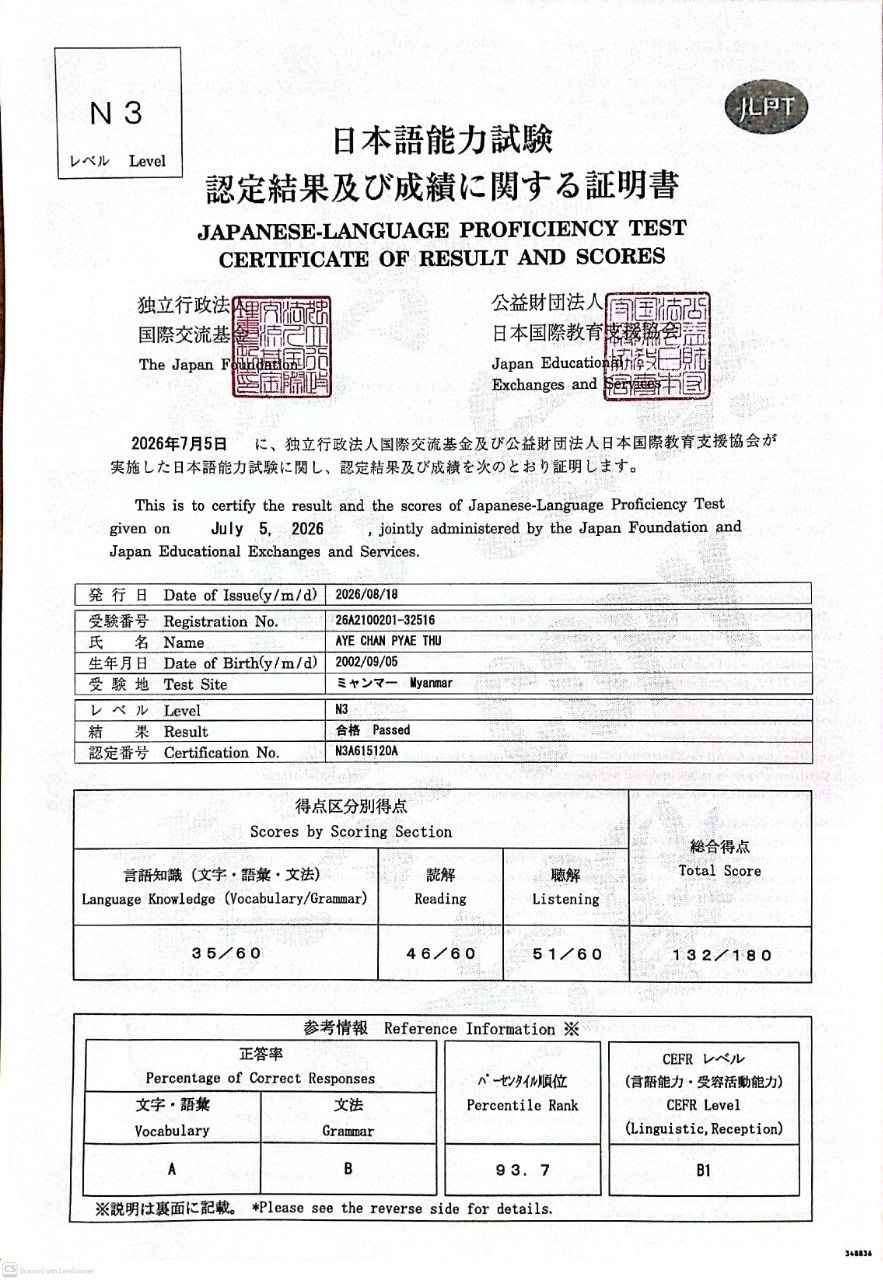 N 3
レベル Level
JLPT
日本語能力試験
認定結果及び成績に関する証明書
JAPANESE-LANGUAGE PROFICIENCY TEST
CERTIFICATE OF RESULT AND SCORES
独立行政法人
国際交流基金
The Japan Foundation
公益財団法人
日本国際教育支援協会
Japan Educational
Exchanges and Services
2026年7月5日 に、独立行政法人国際交流基金及び公益財団法人日本国際教育支援協会が
実施した日本語能力試験に関し、認定結果及び成績を次のとおり証明します。
This is to certify the result and the scores of Japanese-Language Proficiency Test
given on July 5, 2026 , jointly administered by the Japan Foundation and
Japan Educational Exchanges and Services.
発行日 Date of Issue(y/m/d) 2026/08/18
受験番号 Registration No. 26A2100201-32516
氏名 Name AYE CHAN PYAE THU
生年月日 Date of Birth(y/m/d) 2002/09/05
受験地 Test Site ミャンマー Myanmar
レベル Level N3
結果 Result 合格 Passed
認定番号 Certification No. N3A615120A
得点区分別得点
Scores by Scoring Section
総合得点
Total Score
言語知識（文字・語彙・文法）
Language Knowledge (Vocabulary/Grammar)
読解
Reading
聴解
Listening
35/60 46/60 51/60 132/180
参考情報 Reference Information ※
正答率
Percentage of Correct Responses
文字・語彙
Vocabulary
文法
Grammar
パーセンタイル順位
Percentile Rank
CEFR レベル
(言語能力・受容活動能力)
CEFR Level
(Linguistic,Reception)
A B 93.7 B1
※説明は裏面に記載。 *Please see the reverse side for details.
348836
CS Scanned with CamScanner